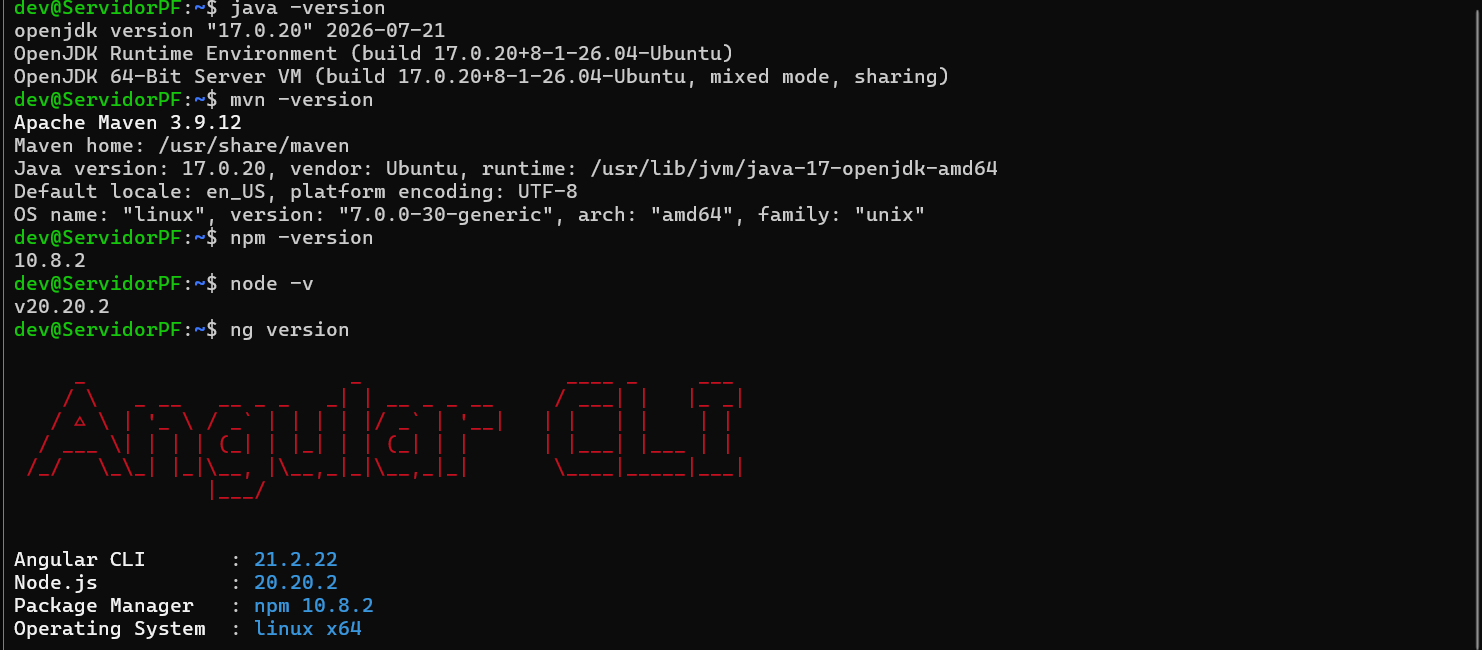 dev@ServidorPF:~$ java -version
openjdk version "17.0.20" 2026-07-21
OpenJDK Runtime Environment (build 17.0.20+8-1-26.04-Ubuntu)
OpenJDK 64-Bit Server VM (build 17.0.20+8-1-26.04-Ubuntu, mixed mode, sharing)
dev@ServidorPF:~$ mvn -version
Apache Maven 3.9.12
Maven home: /usr/share/maven
Java version: 17.0.20, vendor: Ubuntu, runtime: /usr/lib/jvm/java-17-openjdk-amd64
Default locale: en_US, platform encoding: UTF-8
OS name: "linux", version: "7.0.0-30-generic", arch: "amd64", family: "unix"
dev@ServidorPF:~$ npm -version
10.8.2
dev@ServidorPF:~$ node -v
v20.20.2
dev@ServidorPF:~$ ng version
Angular CLI
Angular CLI : 21.2.22
Node.js : 20.20.2
Package Manager : npm 10.8.2
Operating System : linux x64